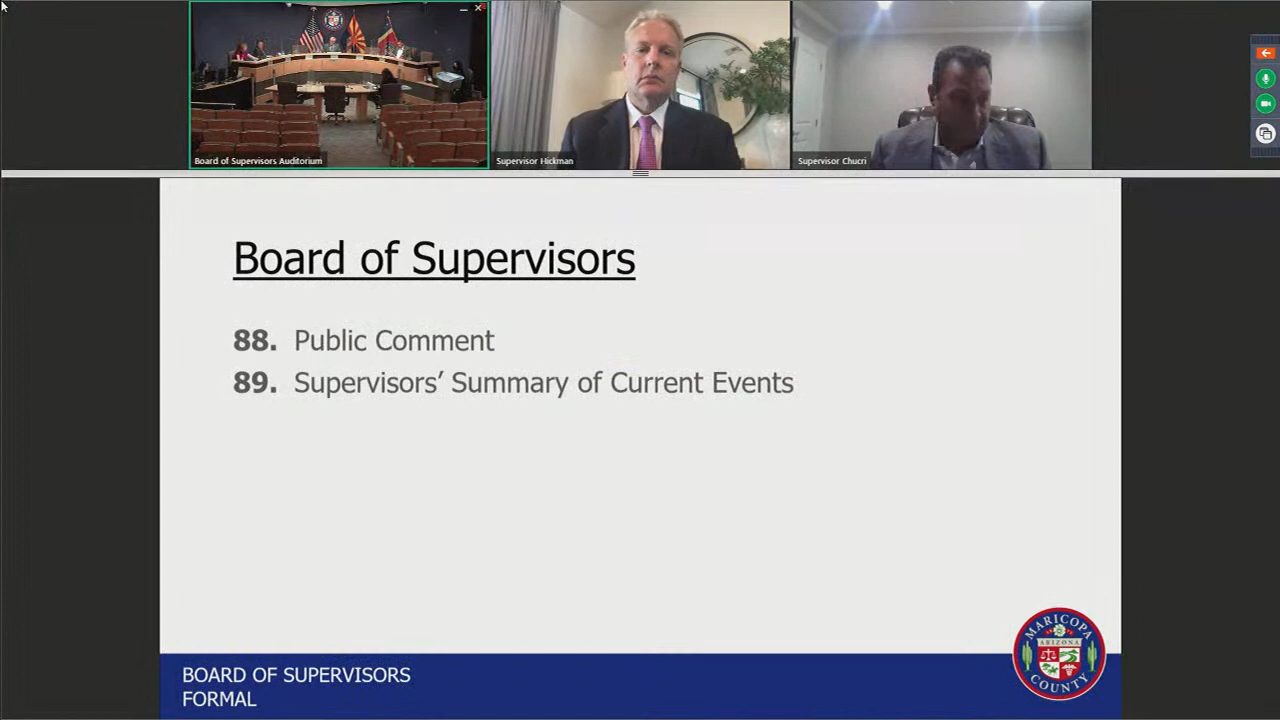 Board of Supervisors Auditorium
Supervisor Hickman
Supervisor Chucri
Board of Supervisors
88. Public Comment
89. Supervisors’ Summary of Current Events
BOARD OF SUPERVISORS
FORMAL
MARICOPA
ARIZONA
COUNTY